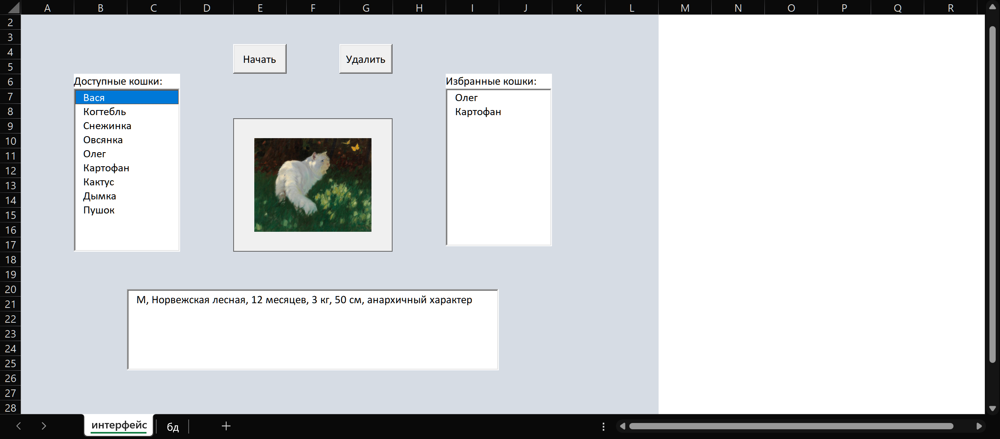 A B C D E F G H I J K L M N O P Q R
2
3
4
5
6
7
8
9
10
11
12
13
14
15
16
17
18
19
20
21
22
23
24
25
26
27
28
Начать
Удалить
Доступные кошки:
Вася
Когтебль
Снежинка
Овсянка
Олег
Картофан
Кактус
Дымка
Пушок
Избранные кошки:
Олег
Картофан
М, Норвежская лесная, 12 месяцев, 3 кг, 50 см, анархичный характер
интерфейс
бд